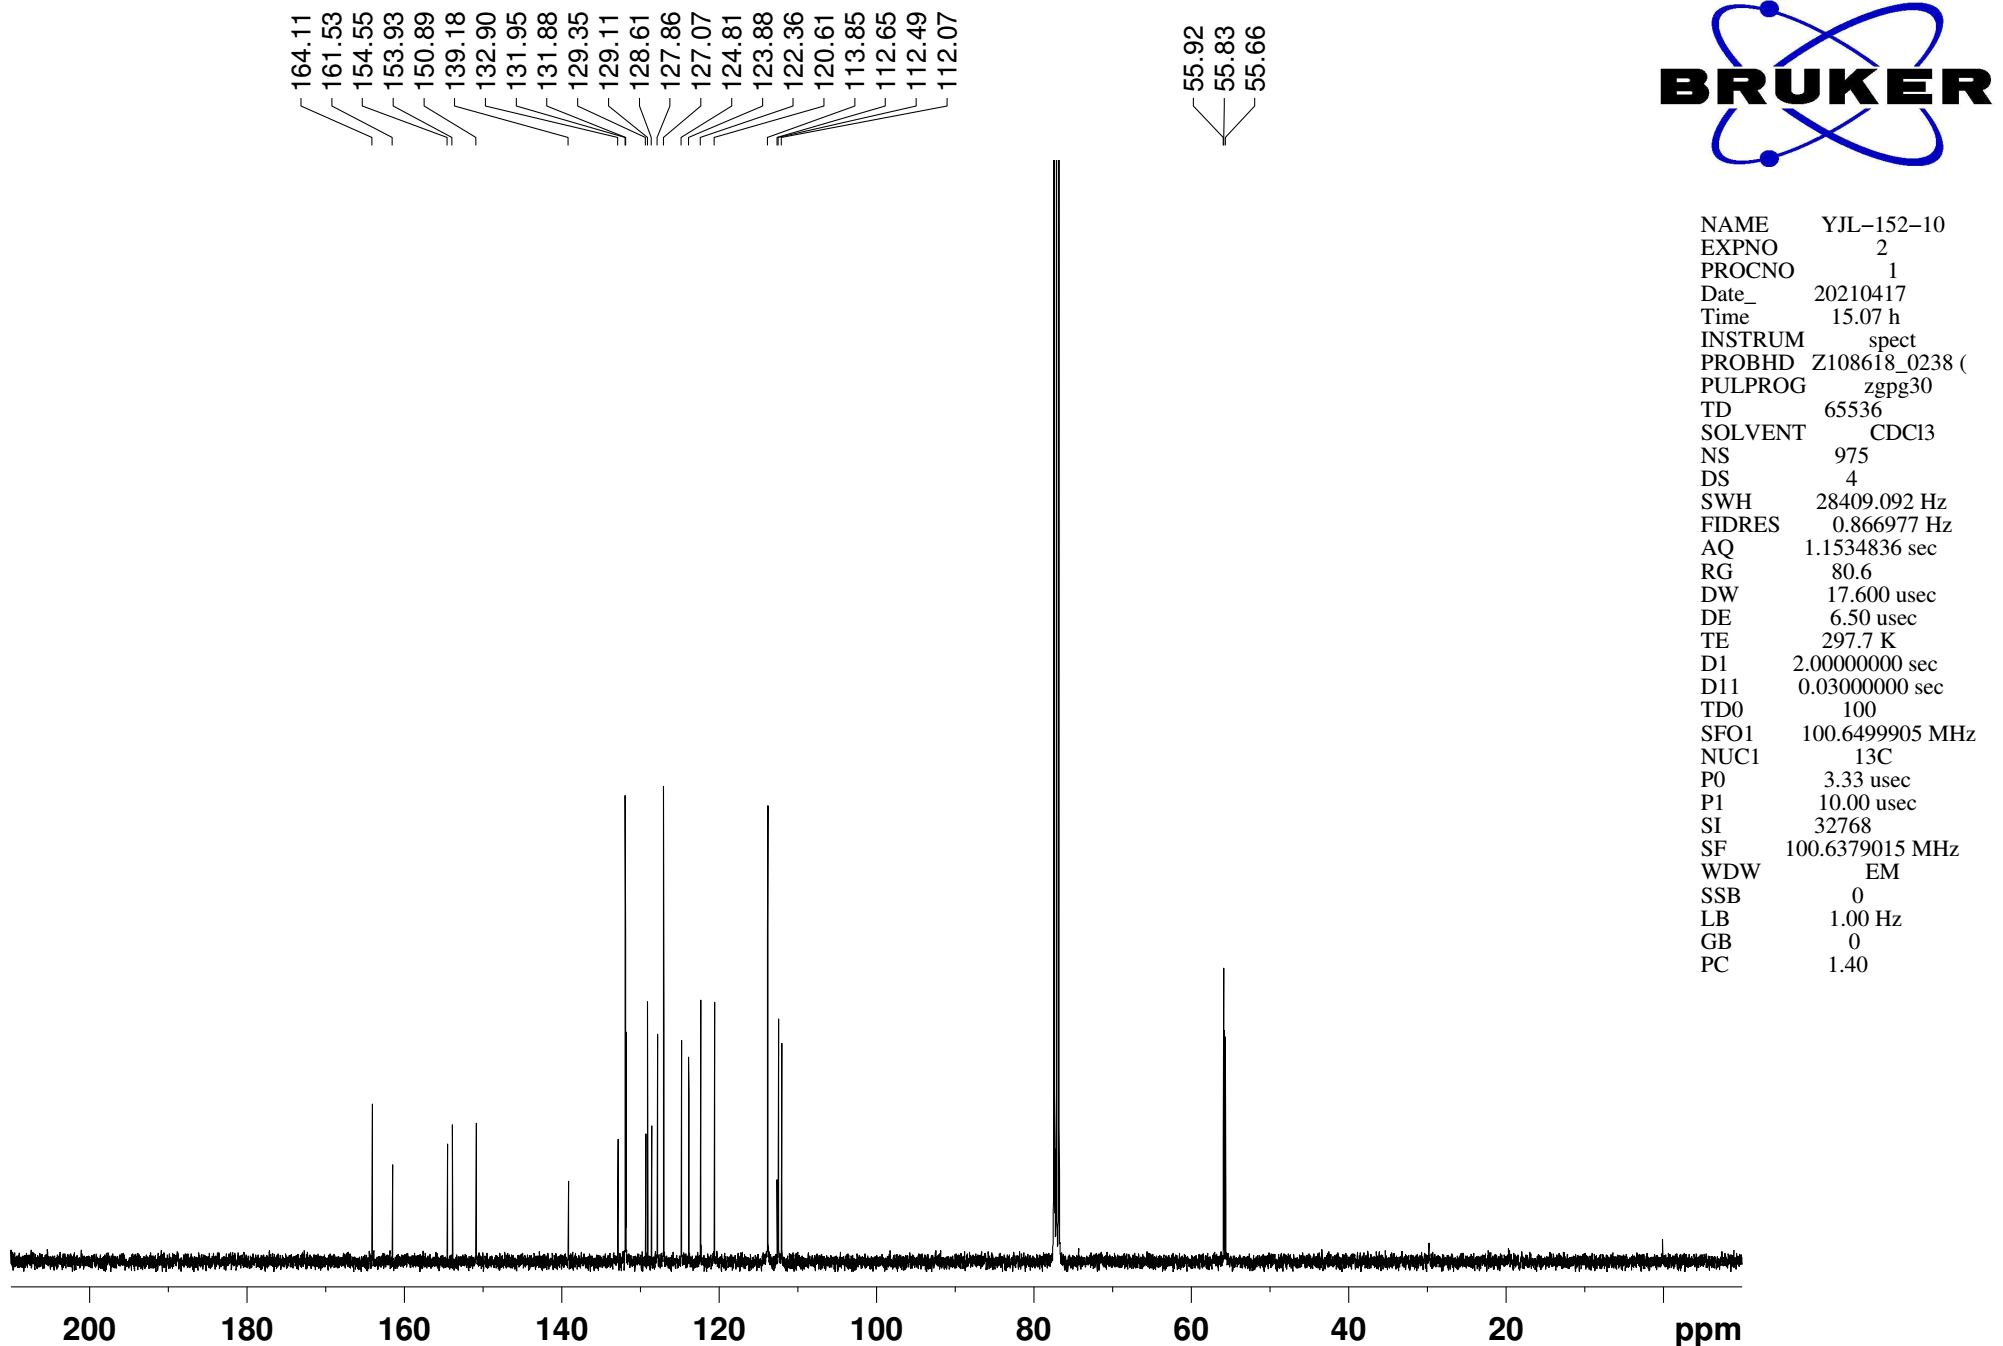 164.11
161.53
154.55
153.93
150.89
139.18
132.90
131.95
131.88
129.35
129.11
128.61
127.86
127.07
124.81
123.88
122.36
120.61
113.85
112.65
112.49
112.07
55.92
55.83
55.66
BRUKER
NAME YJL−152−10
EXPNO 2
PROCNO 1
Date_ 20210417
Time 15.07 h
INSTRUM spect
PROBHD Z108618_0238 (
PULPROG zgpg30
TD 65536
SOLVENT CDCl3
NS 975
DS 4
SWH 28409.092 Hz
FIDRES 0.866977 Hz
AQ 1.1534836 sec
RG 80.6
DW 17.600 usec
DE 6.50 usec
TE 297.7 K
D1 2.00000000 sec
D11 0.03000000 sec
TD0 100
SFO1 100.6499905 MHz
NUC1 13C
P0 3.33 usec
P1 10.00 usec
SI 32768
SF 100.6379015 MHz
WDW EM
SSB 0
LB 1.00 Hz
GB 0
PC 1.40
200 180 160 140 120 100 80 60 40 20 ppm